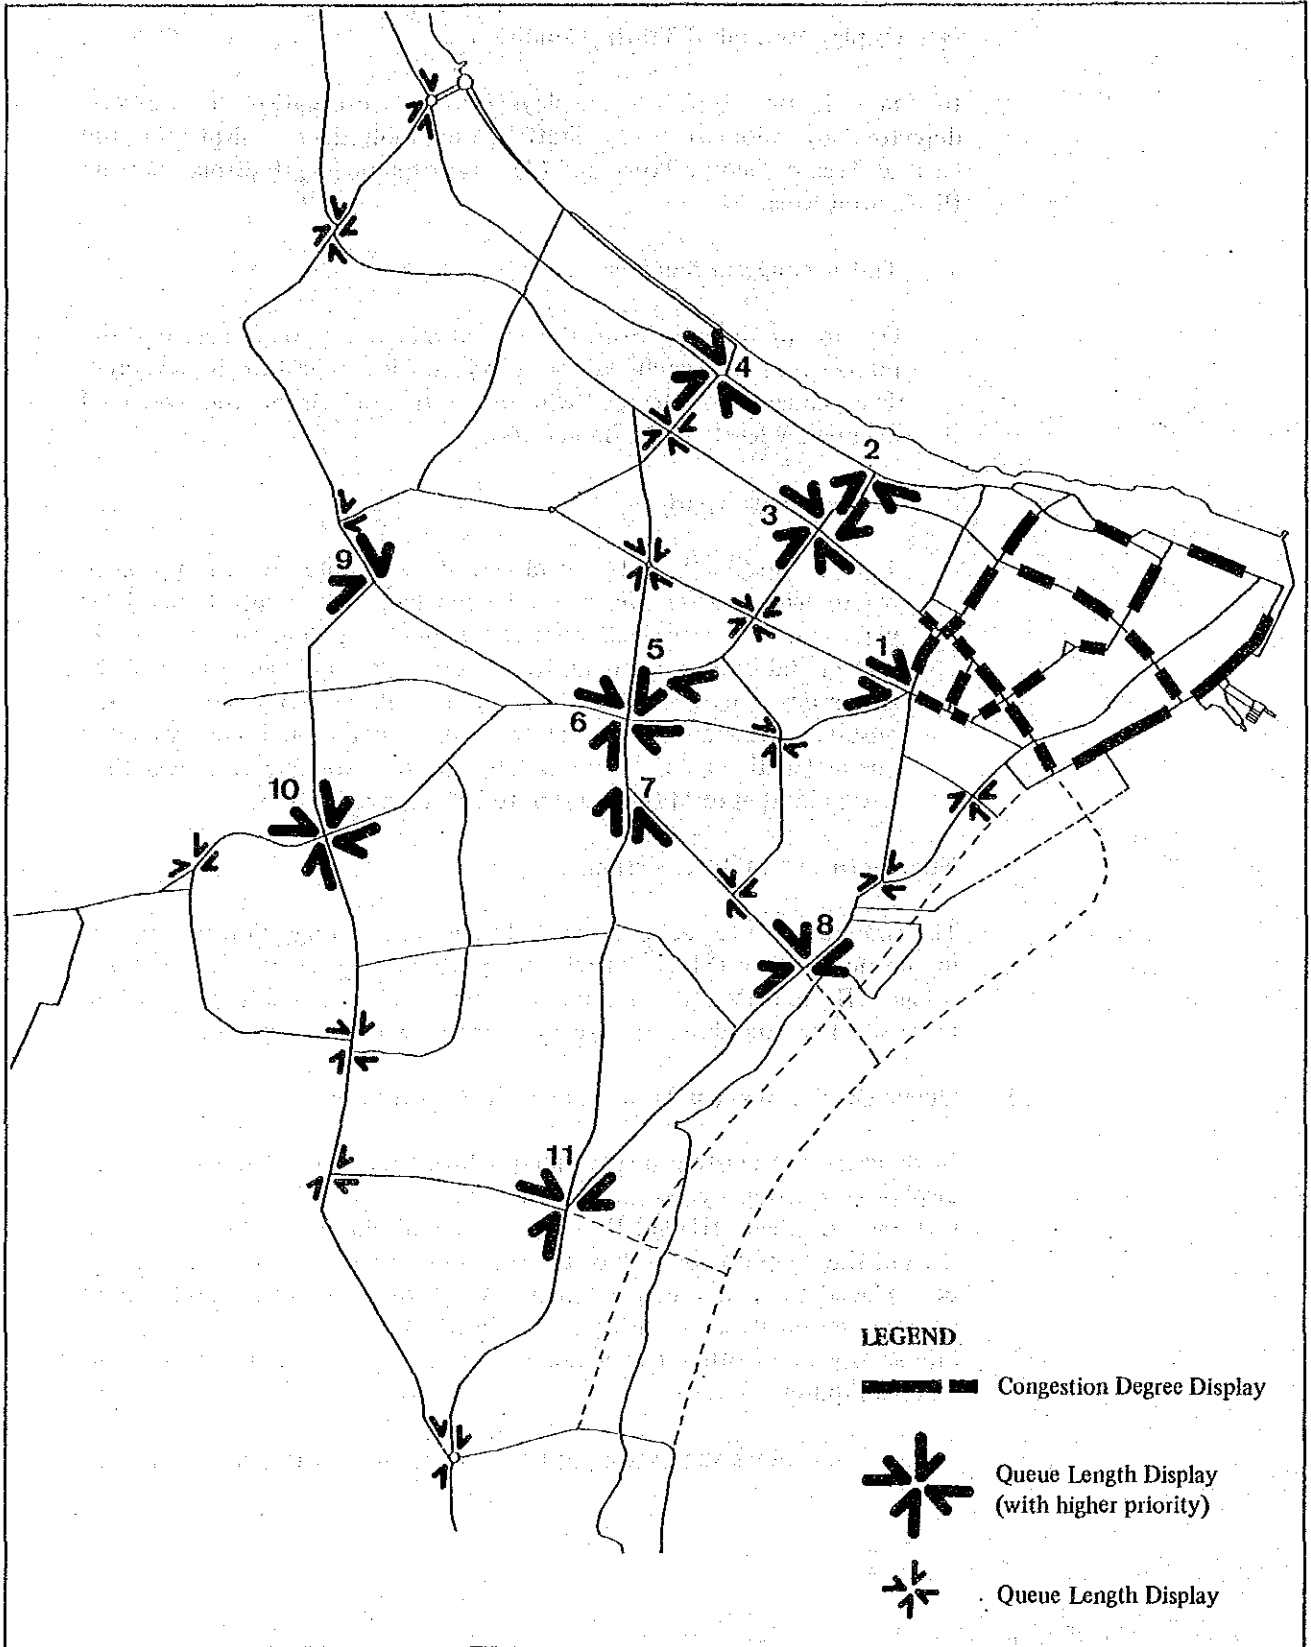 4
2
3
9
1
5
6
7
10
8
11
LEGEND
Congestion Degree Display
Queue Length Display
(with higher priority)
Queue Length Display